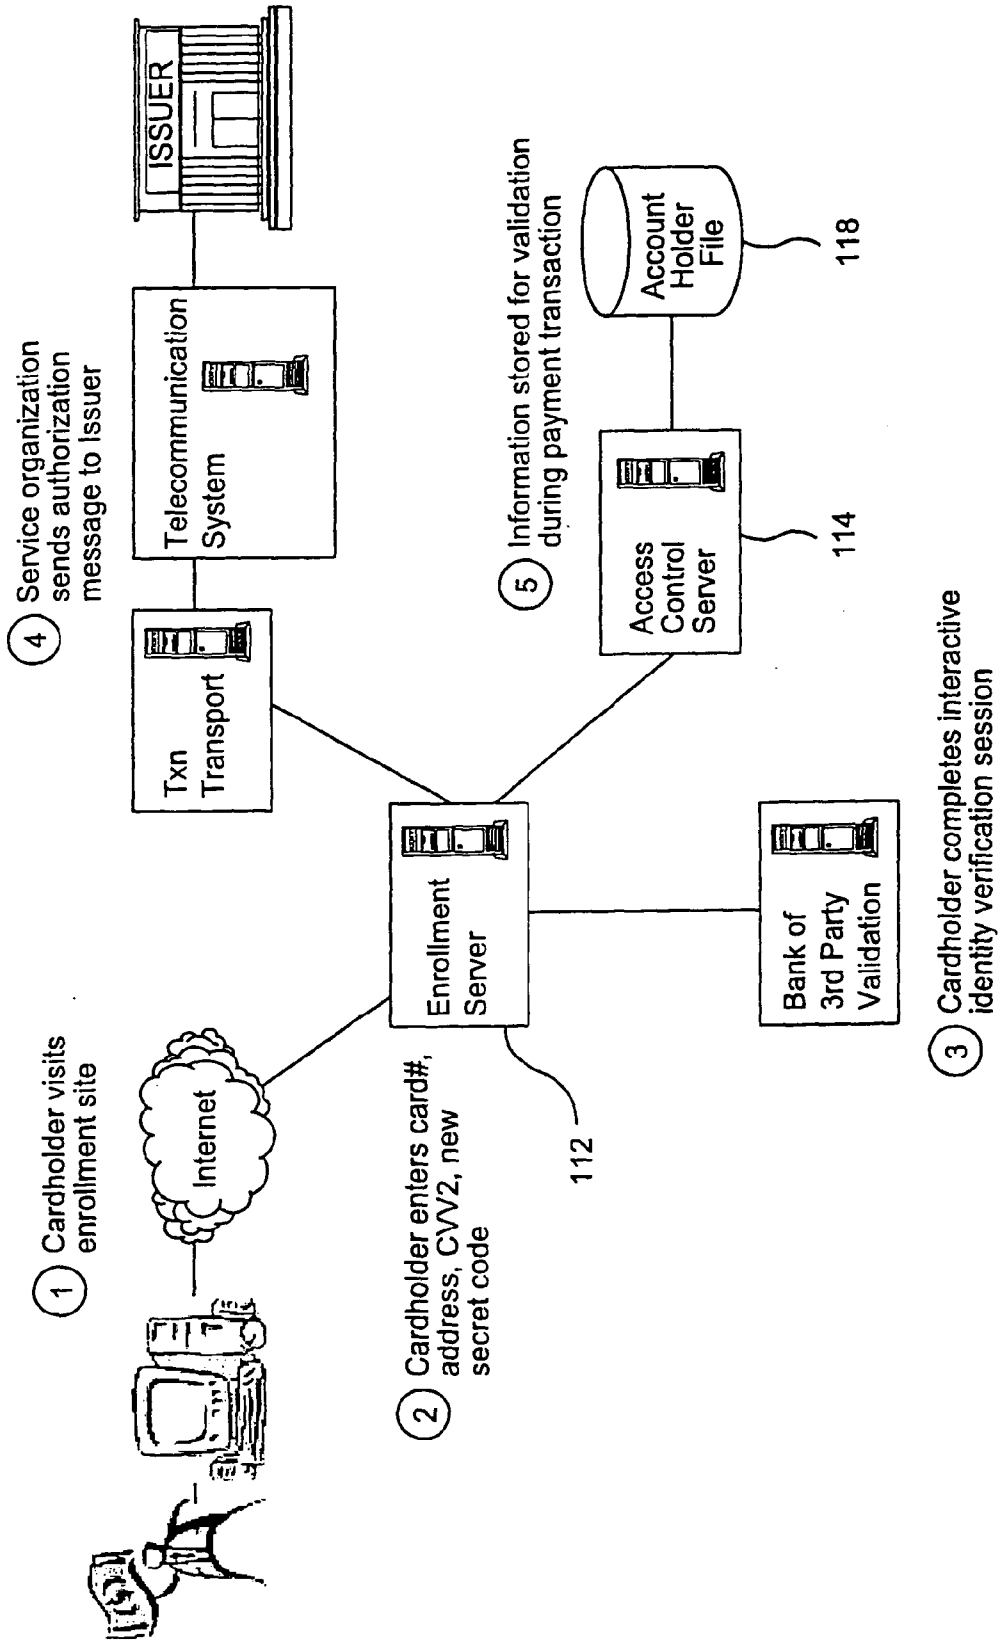 1
Cardholder visits
enrollment site
Internet
2
Cardholder enters card#,
address, CVV2, new
secret code
Enrollment
Server
112
Bank of
3rd Party
Validation
3
Cardholder completes interactive
identity verification session
4
Service organization
sends authorization
message to Issuer
Txn
Transport
Telecommunication
System
ISSUER
5
Information stored for validation
during payment transaction
Access
Control
Server
114
Account
Holder
File
118